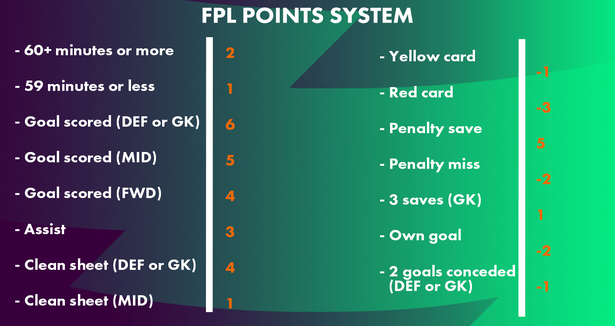 FPL POINTS SYSTEM
- 60+ minutes or more 2
- 59 minutes or less 1
- Goal scored (DEF or GK) 6
- Goal scored (MID) 5
- Goal scored (FWD) 4
- Assist 3
- Clean sheet (DEF or GK) 4
- Clean sheet (MID) 1
- Yellow card -1
- Red card -3
- Penalty save 5
- Penalty miss -2
- 3 saves (GK) 1
- Own goal -2
- 2 goals conceded -1
(DEF or GK)